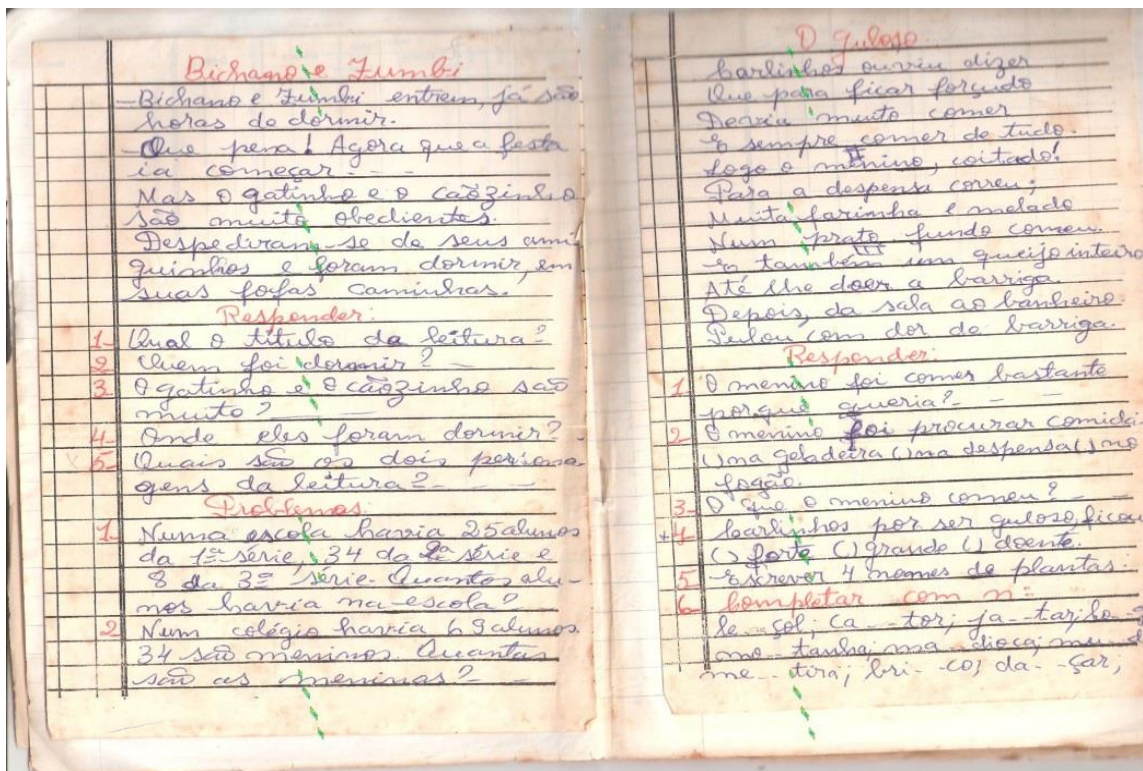 Bichano e Zumbi
- Bichano e Zumbi entrem, já são
horas de dormir.
- Que pena! Agora que a festa
ia começar - - -
Mas o gatinho e o cãozinho
são muito obedientes.
Despediram-se de seus ami
guinhos e foram dormir, em
suas fofas caminhas.
Responder:
1- Qual o título da leitura?
2- Quem foi dormir? -
3- O gatinho e o cãozinho são
muito? - - -
4- Onde eles foram dormir? -
5- Quais são os dois persona-
gens da leitura? - - -
Problemas
1- Numa escola havia 25 alunos
da 1ª série, 34 da 2ª série e
8 da 3ª série. Quantos alu-
nos havia na escola?
2 Num colégio havia 69 alunos.
34 são meninos. Quantas
são as meninas? - -
O guloso.
Carlinhos ouviu dizer
Que para ficar forçudo
Devia muito comer
E sempre comer de tudo.
Logo o menino, coitado!
Para a despensa correu;
Muita farinha e melado
Num prato fundo comeu.
E também um queijo inteiro
Até lhe doer a barriga.
Depois, da sala ao banheiro
Pulou com dor de barriga.
Responder:
1- O menino foi comer bastante
porque queria? - -
2- O menino foi procurar comida.
( ) na geladeira ( ) na despensa ( ) no
fogão.
3- O que o menino comeu? - -
4- Carlinhos por ser guloso, ficou
( ) forte ( ) grande ( ) doente.
5- Escrever 4 nomes de plantas:
6- Completar com n:
le - çol; ca - - tor; ja - - tar;
mo - - tanha; ma - dioca;
me - - tira; bri - - co; da - - çar;